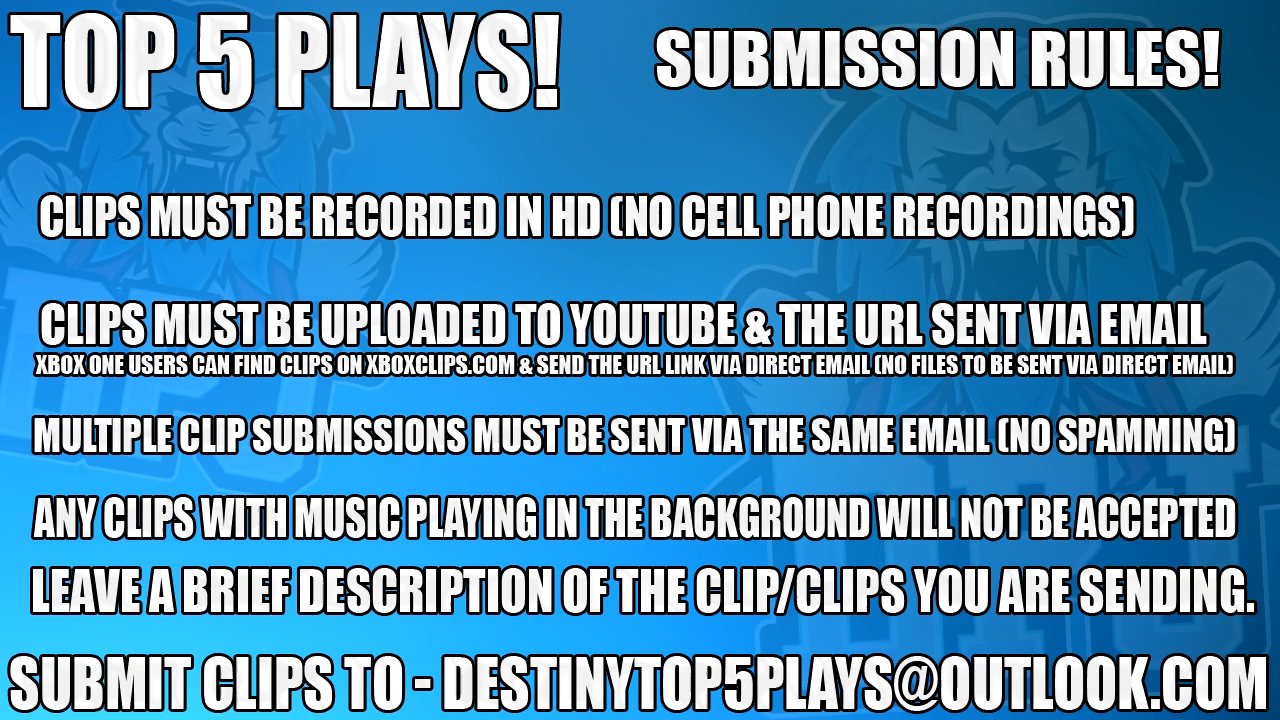 TOP 5 PLAYS!
SUBMISSION RULES!
CLIPS MUST BE RECORDED IN HD (NO CELL PHONE RECORDINGS)
CLIPS MUST BE UPLOADED TO YOUTUBE & THE URL SENT VIA EMAIL
XBOX ONE USERS CAN FIND CLIPS ON XBOXCLIPS.COM & SEND THE URL LINK VIA DIRECT EMAIL (NO FILES TO BE SENT VIA DIRECT EMAIL)
MULTIPLE CLIP SUBMISSIONS MUST BE SENT VIA THE SAME EMAIL (NO SPAMMING)
ANY CLIPS WITH MUSIC PLAYING IN THE BACKGROUND WILL NOT BE ACCEPTED
LEAVE A BRIEF DESCRIPTION OF THE CLIP/CLIPS YOU ARE SENDING.
SUBMIT CLIPS TO - DESTINYTOP5PLAYS@OUTLOOK.COM